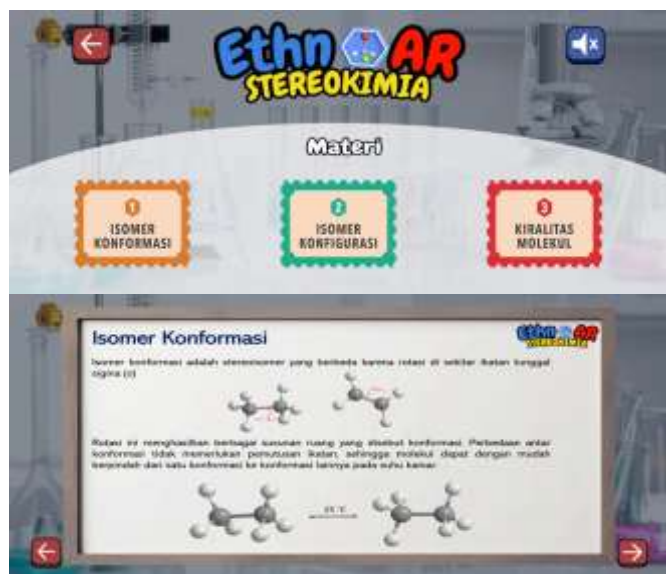 Ethn AR
STEREOKIMIA
Materi
1
ISOMER
KONFORMASI
2
ISOMER
KONFIGURASI
3
KIRALITAS
MOLEKUL
Isomer Konformasi
Ethn AR
STEREOKIMIA
Isomer konformasi adalah stereoisomer yang berbeda karena rotasi di sekitar ikatan tunggal
sigma (σ)
Rotasi ini menghasilkan berbagai susunan ruang yang disebut konformasi. Perbedaan antar
konformasi tidak memerlukan pemutusan ikatan, sehingga molekul dapat dengan mudah
berpindah dari satu konformasi ke konformasi lainnya pada suhu kamar.